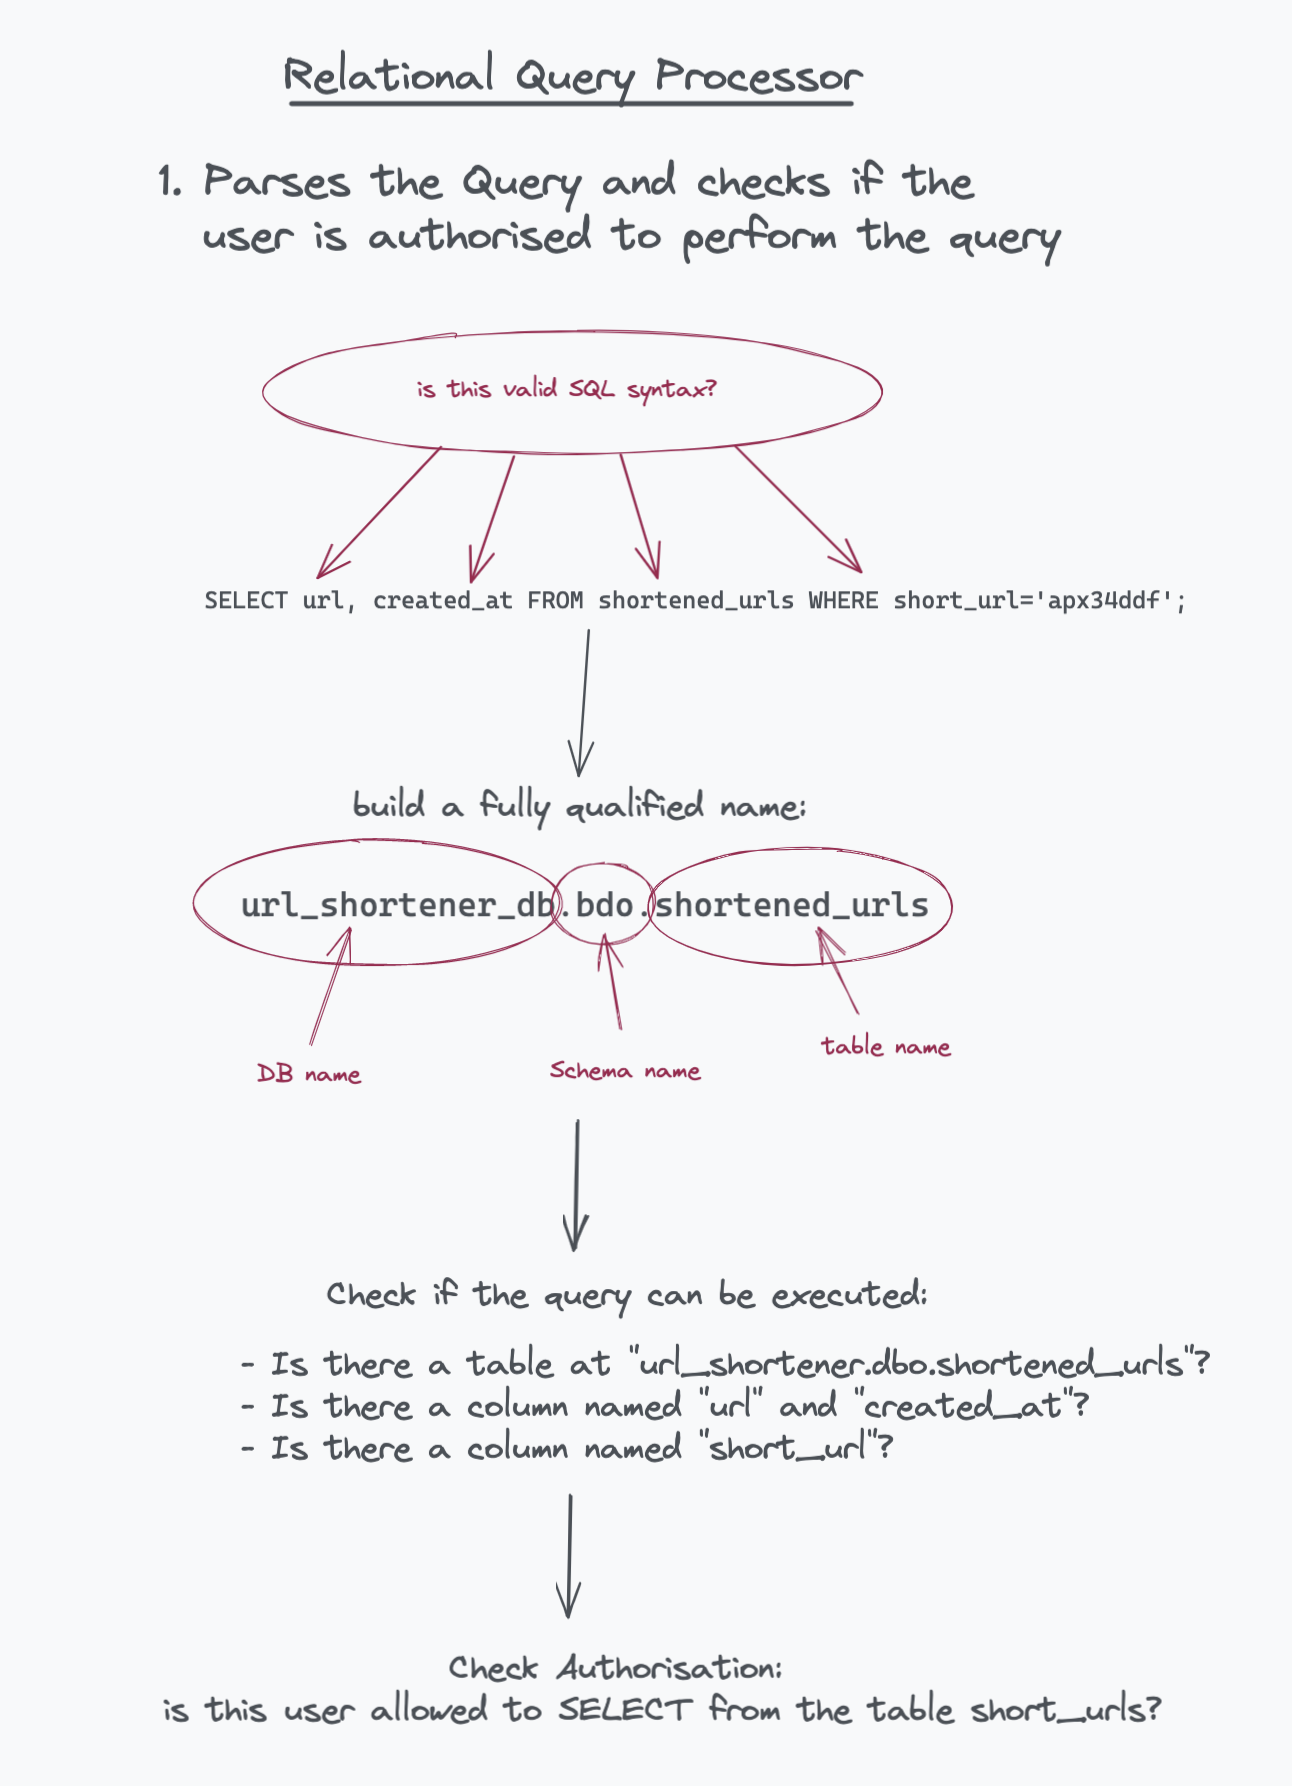 Relational Query Processor
1. Parses the Query and checks if the
user is authorised to perform the query
is this valid SQL syntax?
SELECT url, created_at FROM shortened_urls WHERE short_url='apx34ddf';
build a fully qualified name:
url_shortener_db.bdo.shortened_urls
DB name
Schema name
table name
Check if the query can be executed:
- Is there a table at "url_shortener.dbo.shortened_urls"?
- Is there a column named "url" and "created_at"?
- Is there a column named "short_url"?
Check Authorisation:
is this user allowed to SELECT from the table short_urls?